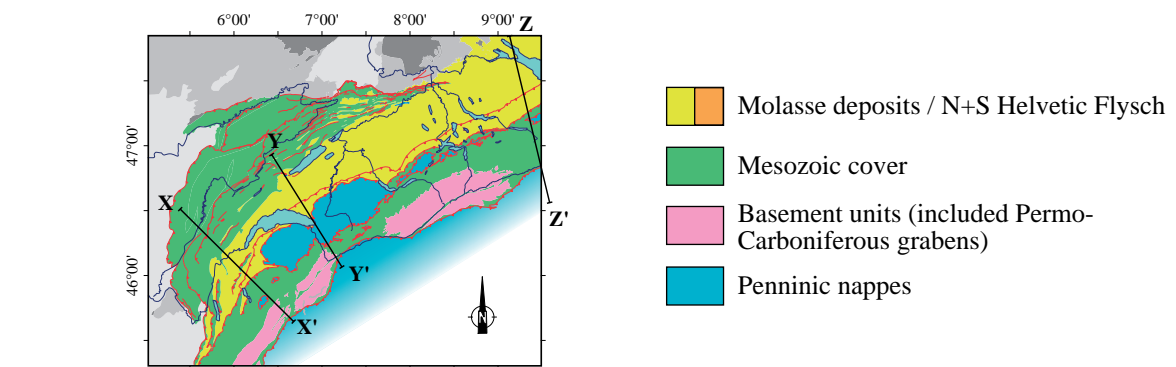 6°00' 7°00' 8°00' 9°00' Z
47°00'
46°00'
Y
X
Z'
Y'
X'
N
Molasse deposits / N+S Helvetic Flysch
Mesozoic cover
Basement units (included Permo-
Carboniferous grabens)
Penninic nappes